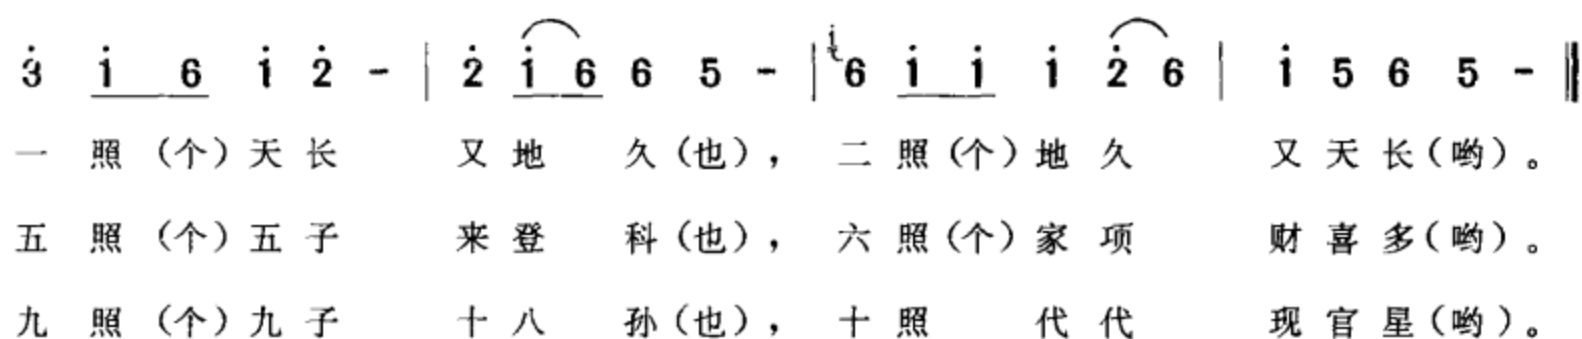 3̇ 1̇ 6 1̇ 2̇ - | 2̇ 1̇ 6 6 5 - | 1̇ 6 1̇ 1̇ 1̇ 2̇ 6 | 1̇ 5 6 5 - ‖
一 照（个）天 长 又 地 久（也），二 照（个）地 久 又 天 长（哟）。
五 照（个）五 子 来 登 科（也），六 照（个）家 项 财 喜 多（哟）。
九 照（个）九 子 十 八 孙（也），十 照 代 代 现 官 星（哟）。